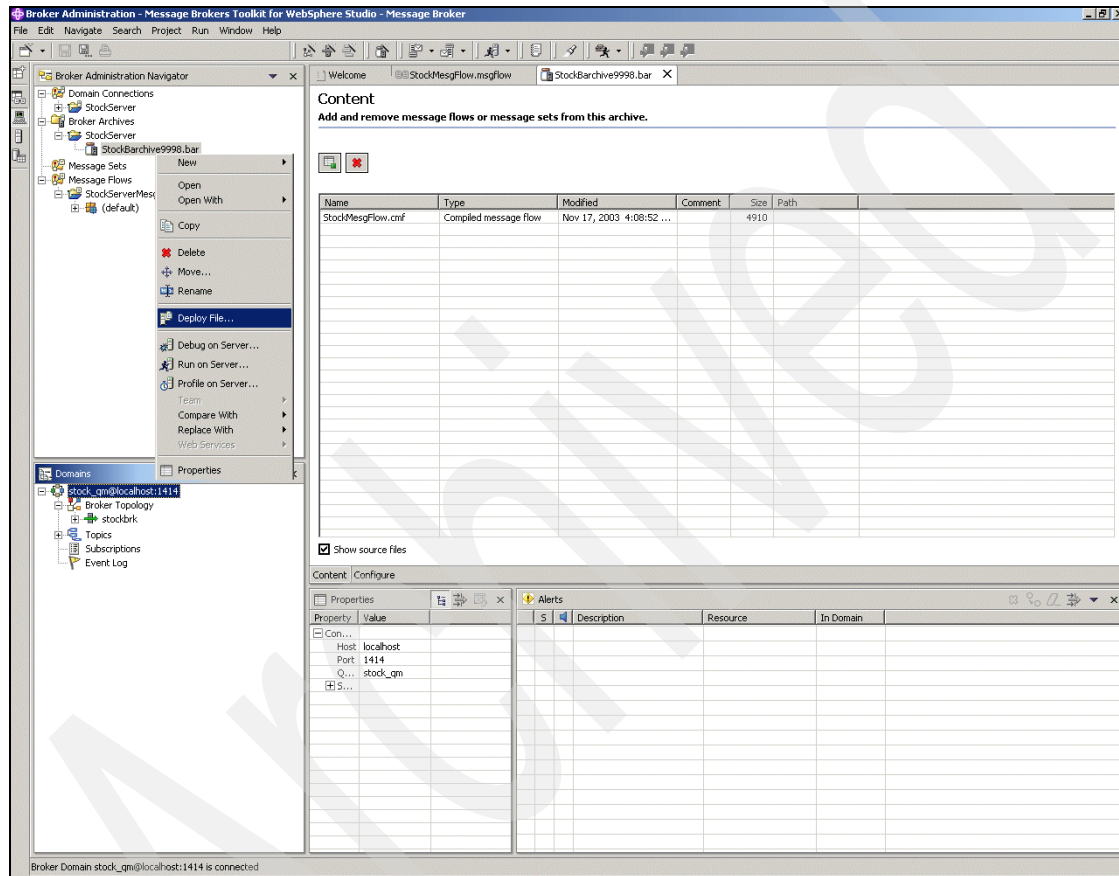 Broker Administration - Message Brokers Toolkit for WebSphere Studio - Message Broker
File Edit Navigate Search Project Run Window Help
Broker Administration Navigator
Domain Connections
StockServer
Broker Archives
StockServer
StockBarchive9998.bar
Message Sets
Message Flows
StockServerMesg
(default)
New
Open
Open With
Copy
Delete
Move...
Rename
Deploy File...
Debug on Server...
Run on Server...
Profile on Server...
Team
Compare With
Replace With
Web Services
Properties
Welcome StockMesgFlow.msgflow StockBarchive9998.bar
Content
Add and remove message flows or message sets from this archive.
Name Type Modified Comment Size Path
StockMesgFlow.cmf Compiled message flow Nov 17, 2003 4:08:52 ... 4910
Show source files
Content Configure
Domains
stock_qm@localhost:1414
Broker Topology
stockbrk
Topics
Subscriptions
Event Log
Properties
Property Value
Con...
Host localhost
Port 1414
Q... stock_qm
S...
Alerts
S Description Resource In Domain
Broker Domain stock_qm@localhost:1414 is connected
Archived